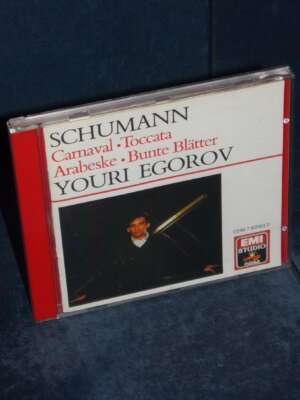 SCHUMANN
Carnaval · Toccata
Arabeske · Bunte Blätter
YOURI EGOROV
EMI
STUDIO